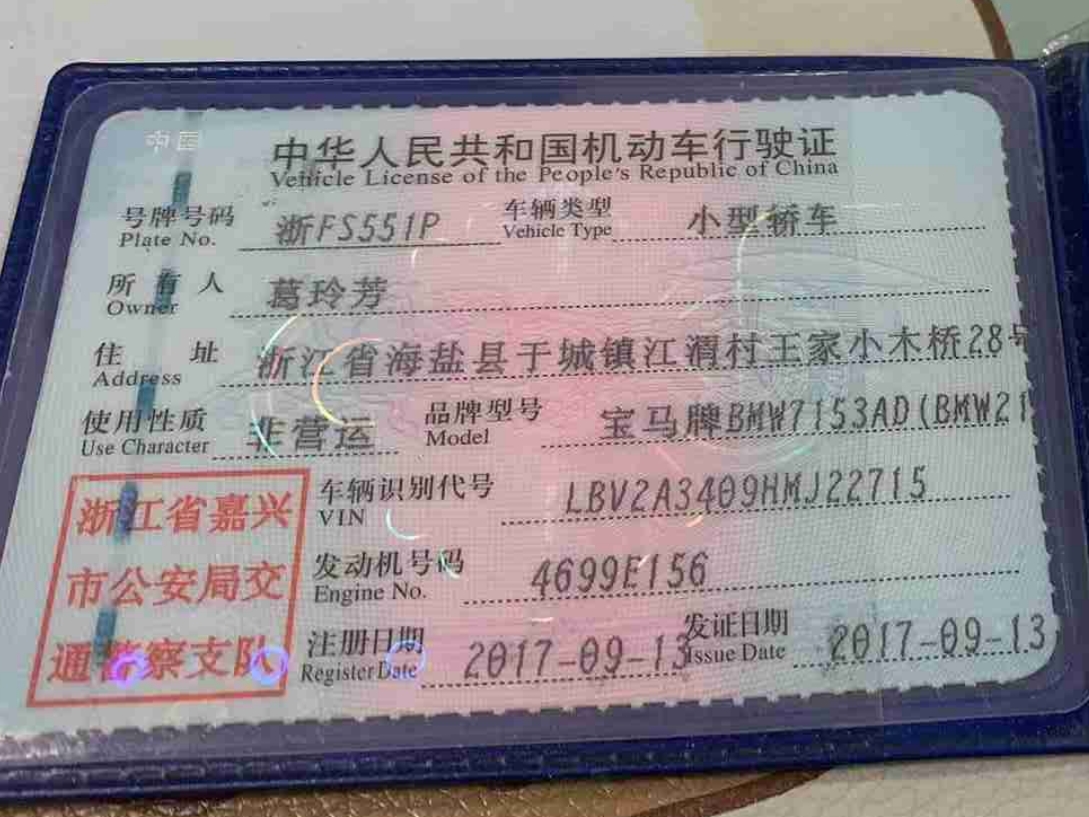 中国
中华人民共和国机动车行驶证
Vehicle License of the People's Republic of China
号牌号码 浙FS551P 车辆类型 小型轿车
Plate No. Vehicle Type
所有人 葛玲芳
Owner
住址 浙江省海盐县于城镇江渭村王家小木桥28号
Address
使用性质 非营运 品牌型号 宝马牌BMW7153AD(BMW21
Use Character Model
浙江省嘉兴
市公安局交
通警察支队
车辆识别代号 LBV2A3409HMJ22715
VIN
发动机号码 4699E156
Engine No.
注册日期 2017-09-13 发证日期 2017-09-13
Register Date Issue Date